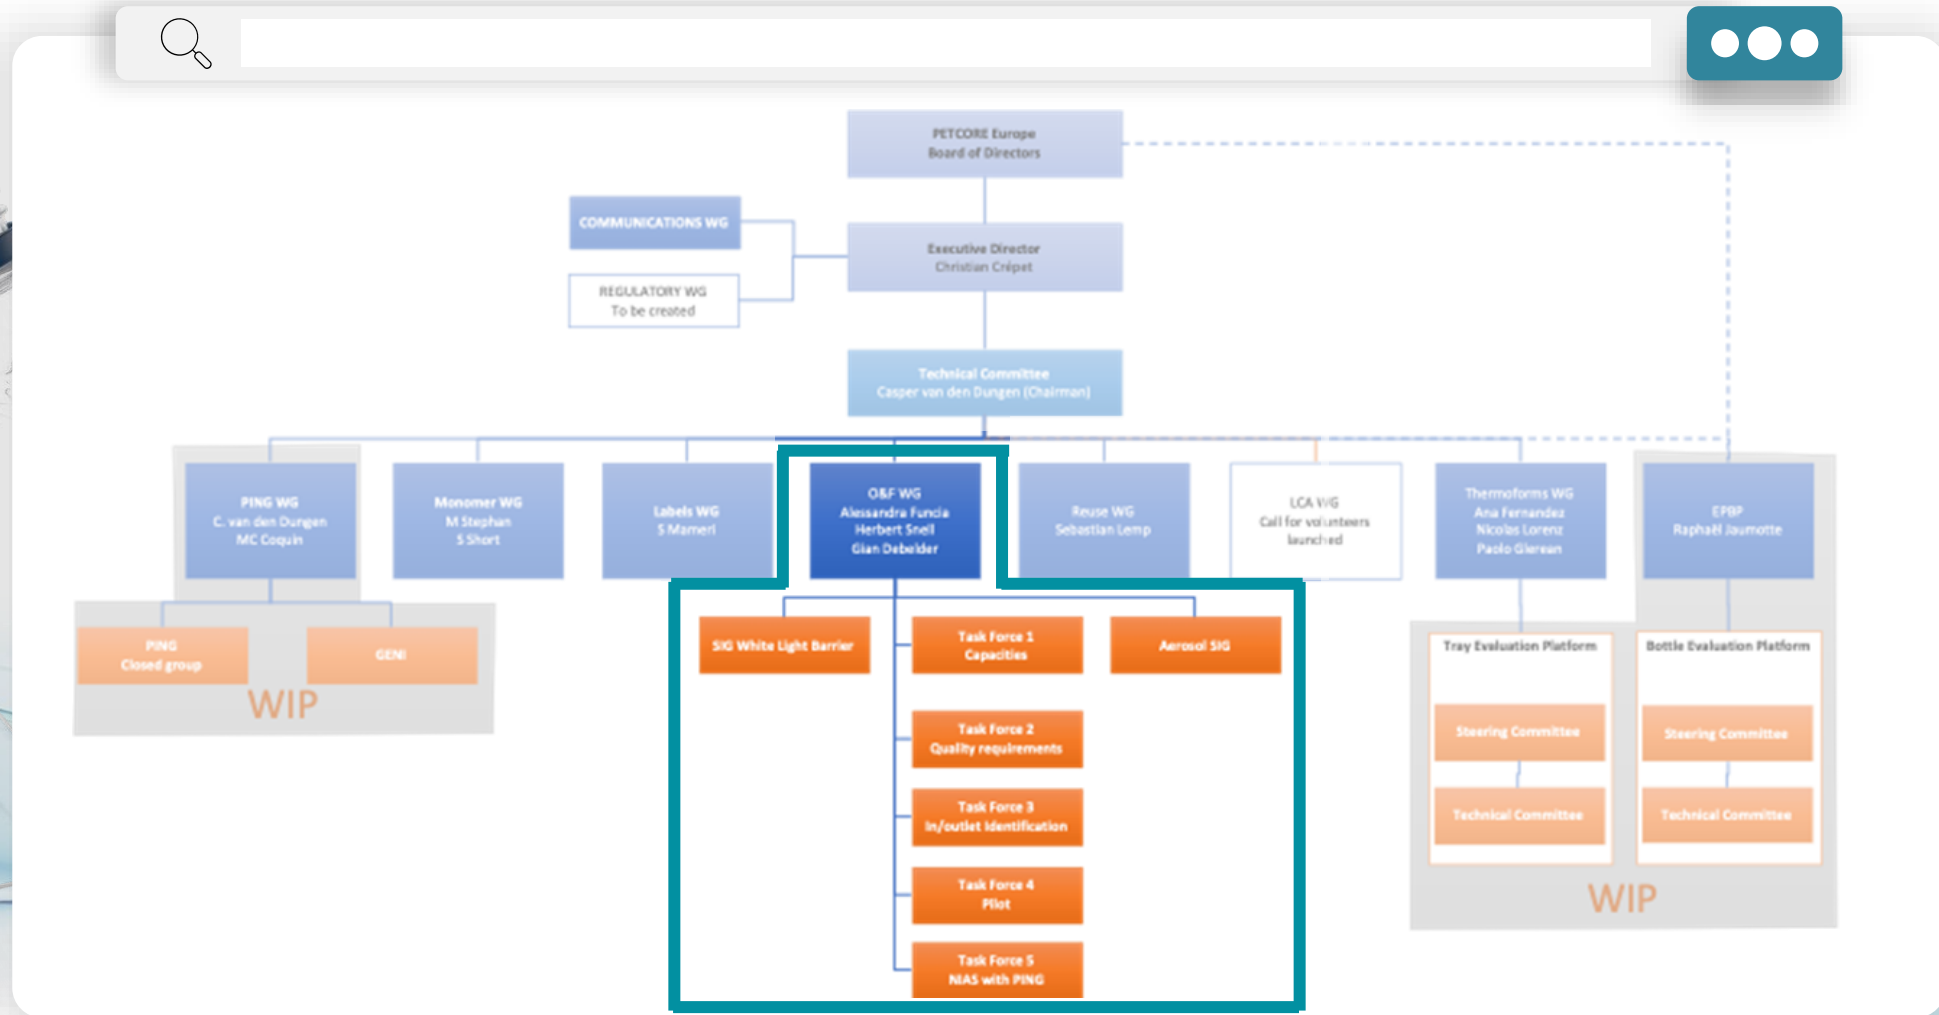 PETCORE Europe
Board of Directors
COMMUNICATIONS WG
REGULATORY WG
To be created
Executive Director
Christian Crépet
Technical Committee
Casper van den Dungen (Chairman)
PING WG
C. van den Dungen
MC Coquin
Monomer WG
M Stephan
S Short
Labels WG
S Mameri
O&F WG
Alessandra Funcia
Herbert Snell
Gian Debelder
Reuse WG
Sebastian Lemp
LCA WG
Call for volunteers
launched
Thermoforms WG
Ana Fernandez
Nicolas Lorenz
Paolo Glerean
EPBP
Raphaël Jaumotte
PING
Closed group
GENI
WIP
SIG White Light Barrier
Task Force 1
Capacities
Aerosol SIG
Task Force 2
Quality requirements
Task Force 3
In/outlet Identification
Task Force 4
Pilot
Task Force 5
NIAS with PING
Tray Evaluation Platform
Steering Committee
Technical Committee
Bottle Evaluation Platform
Steering Committee
Technical Committee
WIP